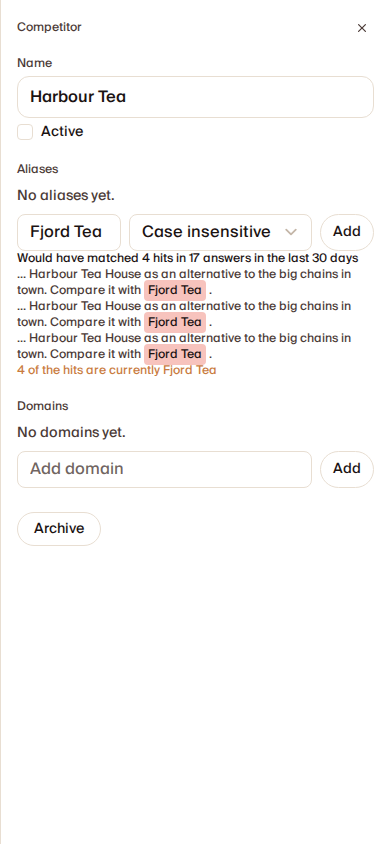 Competitor
Name
Harbour Tea
Active
Aliases
No aliases yet.
Fjord Tea Case insensitive Add
Would have matched 4 hits in 17 answers in the last 30 days
... Harbour Tea House as an alternative to the big chains in
town. Compare it with Fjord Tea .
... Harbour Tea House as an alternative to the big chains in
town. Compare it with Fjord Tea .
... Harbour Tea House as an alternative to the big chains in
town. Compare it with Fjord Tea .
4 of the hits are currently Fjord Tea
Domains
No domains yet.
Add domain Add
Archive